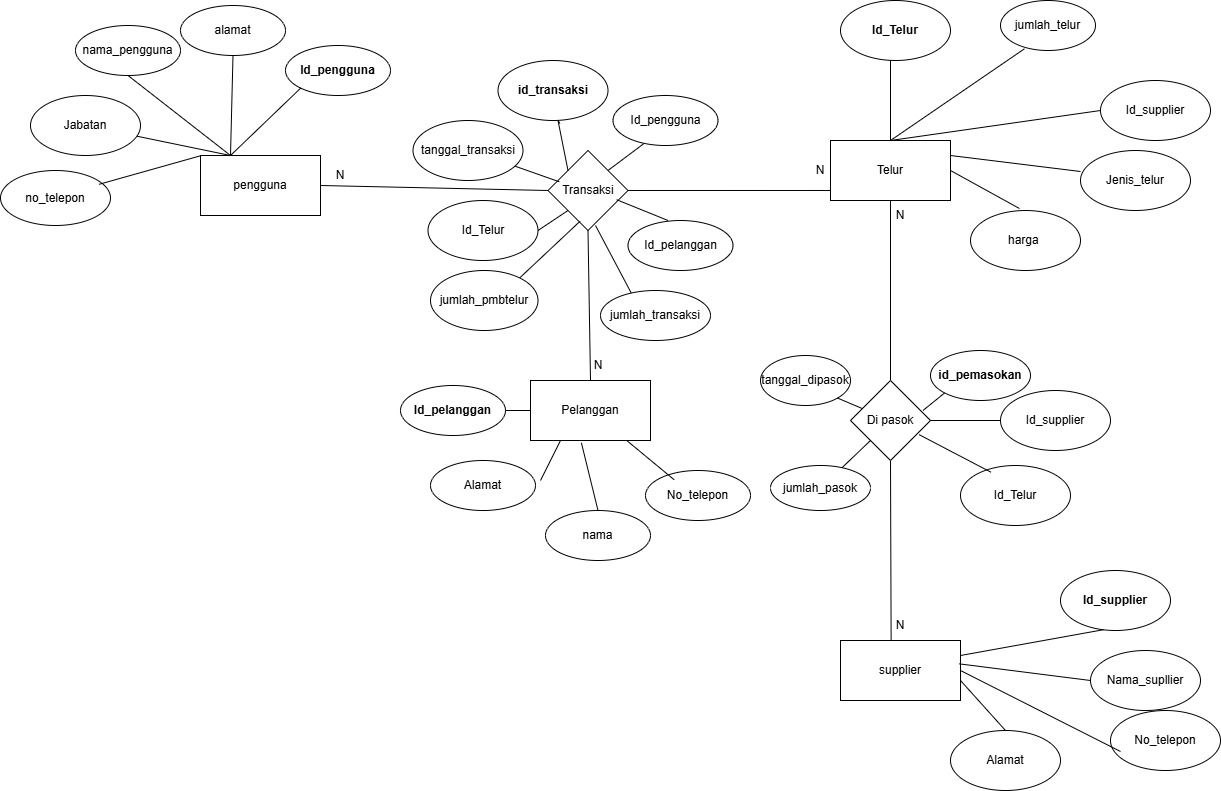 alamat
nama_pengguna
Id_pengguna
Jabatan
no_telepon
pengguna
N
id_transaksi
Id_pengguna
tanggal_transaksi
Transaksi
Id_Telur
Id_pelanggan
jumlah_pmbtelur
jumlah_transaksi
N
Id_Telur
jumlah_telur
Id_supplier
Telur
Jenis_telur
harga
N
N
Id_pelanggan
Pelanggan
Alamat
nama
No_telepon
tanggal_dipasok
id_pemasokan
Di pasok
Id_supplier
jumlah_pasok
Id_Telur
N
supplier
Id_supplier
Nama_supllier
No_telepon
Alamat